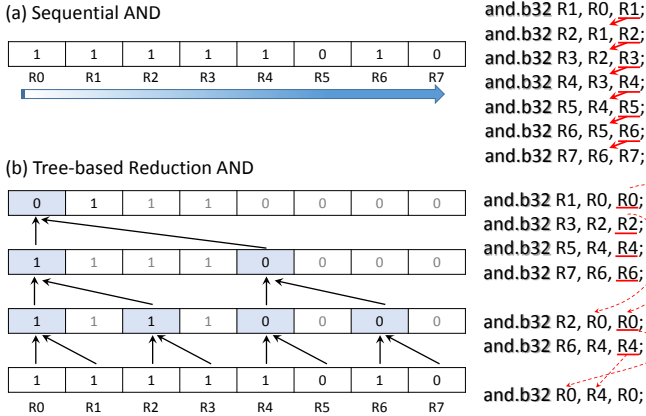 (a) Sequential AND
1 1 1 1 1 0 1 0
R0 R1 R2 R3 R4 R5 R6 R7
and.b32 R1, R0, R1;
and.b32 R2, R1, R2;
and.b32 R3, R2, R3;
and.b32 R4, R3, R4;
and.b32 R5, R4, R5;
and.b32 R6, R5, R6;
and.b32 R7, R6, R7;
(b) Tree-based Reduction AND
0 1 1 1 0 0 0 0
1 1 1 1 0 0 0 0
1 1 1 1 0 0 0 0
1 1 1 1 1 0 1 0
R0 R1 R2 R3 R4 R5 R6 R7
and.b32 R1, R0, R0;
and.b32 R3, R2, R2;
and.b32 R5, R4, R4;
and.b32 R7, R6, R6;
and.b32 R2, R0, R0;
and.b32 R6, R4, R4;
and.b32 R0, R4, R0;